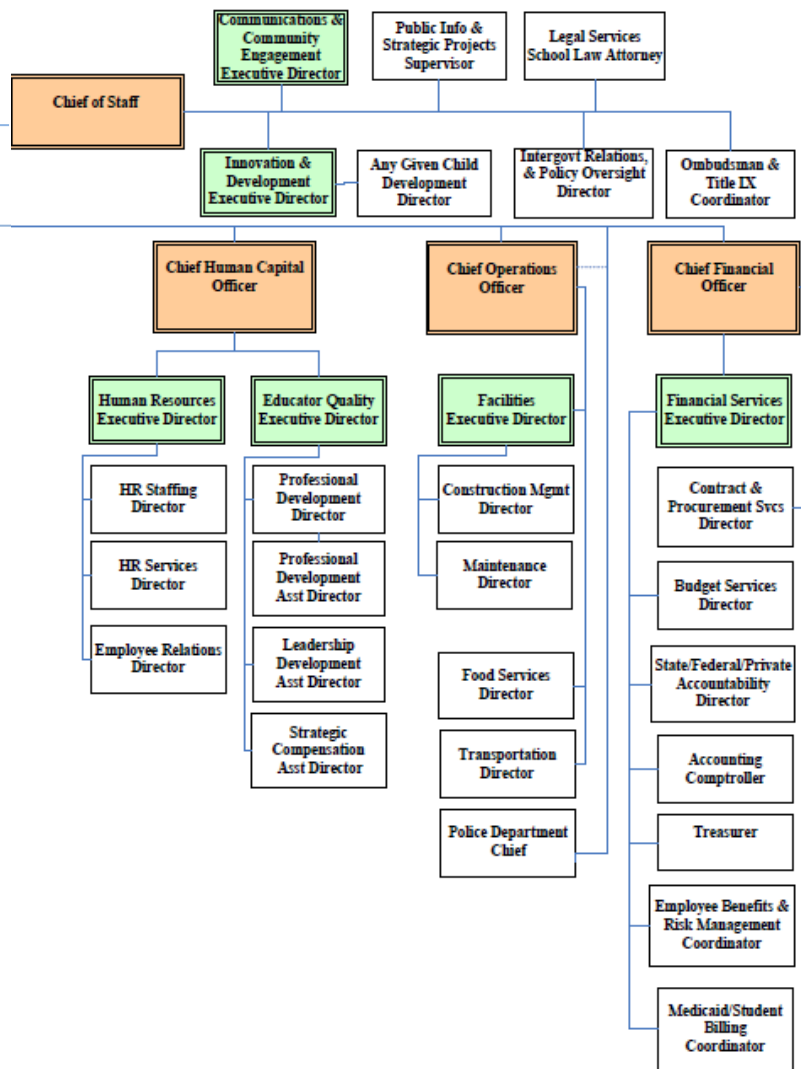 Communications &
Community
Engagement
Executive Director
Public Info &
Strategic Projects
Supervisor
Legal Services
School Law Attorney
Chief of Staff
Innovation &
Development
Executive Director
Any Given Child
Development
Director
Intergovt Relations,
& Policy Oversight
Director
Ombudsman &
Title IX
Coordinator
Chief Human Capital
Officer
Chief Operations
Officer
Chief Financial
Officer
Human Resources
Executive Director
Educator Quality
Executive Director
Facilities
Executive Director
Financial Services
Executive Director
HR Staffing
Director
HR Services
Director
Employee Relations
Director
Professional
Development
Director
Professional
Development
Asst Director
Leadership
Development
Asst Director
Strategic
Compensation
Asst Director
Construction Mgmt
Director
Maintenance
Director
Food Services
Director
Transportation
Director
Police Department
Chief
Contract &
Procurement Svcs
Director
Budget Services
Director
State/Federal/Private
Accountability
Director
Accounting
Comptroller
Treasurer
Employee Benefits &
Risk Management
Coordinator
Medicaid/Student
Billing
Coordinator